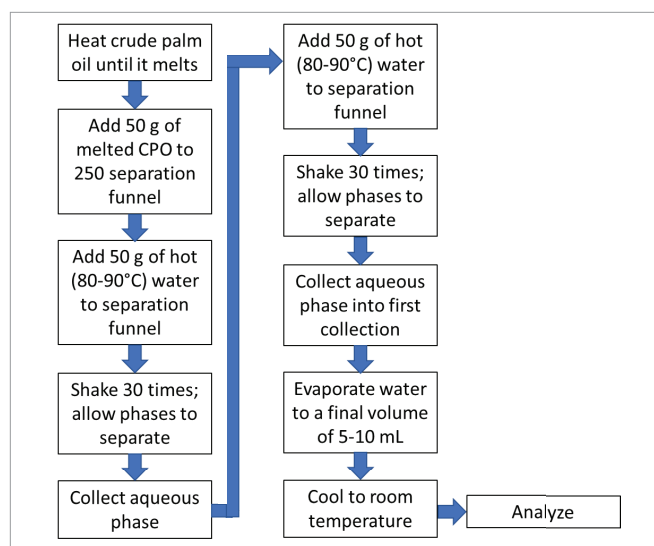 Heat crude palm
oil until it melts
Add 50 g of
melted CPO to
250 separation
funnel
Add 50 g of hot
(80-90°C) water
to separation
funnel
Shake 30 times;
allow phases to
separate
Collect aqueous
phase
Add 50 g of hot
(80-90°C) water
to separation
funnel
Shake 30 times;
allow phases to
separate
Collect aqueous
phase into first
collection
Evaporate water
to a final volume
of 5-10 mL
Cool to room
temperature
Analyze